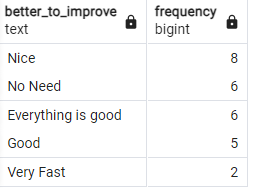 better_to_improve frequency
text bigint
Nice 8
No Need 6
Everything is good 6
Good 5
Very Fast 2